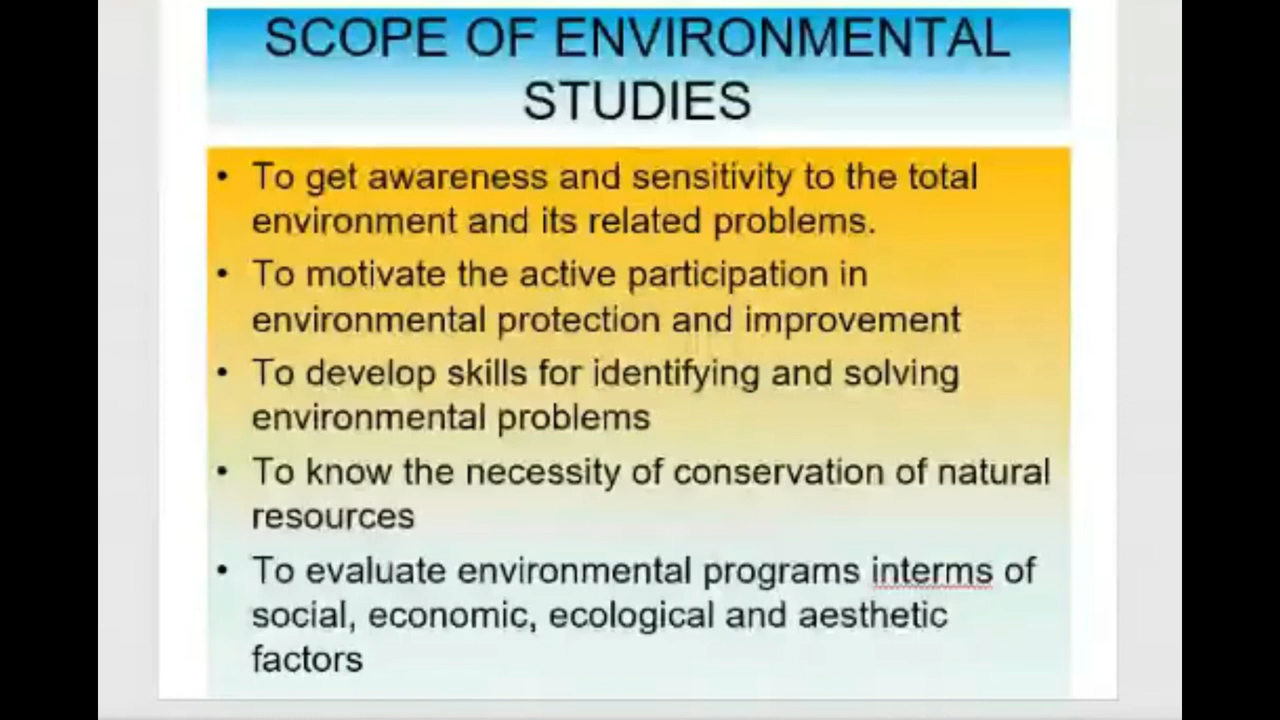 SCOPE OF ENVIRONMENTAL
STUDIES
• To get awareness and sensitivity to the total
environment and its related problems.
• To motivate the active participation in
environmental protection and improvement
• To develop skills for identifying and solving
environmental problems
• To know the necessity of conservation of natural
resources
• To evaluate environmental programs interms of
social, economic, ecological and aesthetic
factors